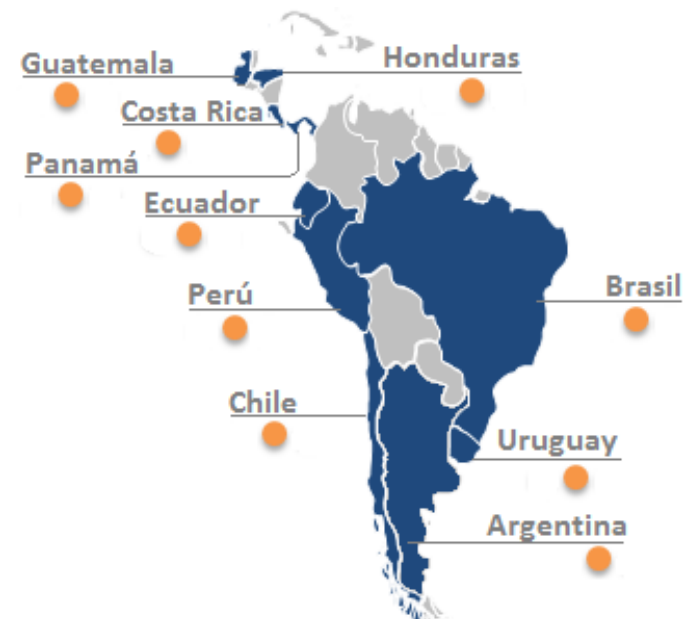 Guatemala
Honduras
Costa Rica
Panamá
Ecuador
Perú
Brasil
Chile
Uruguay
Argentina